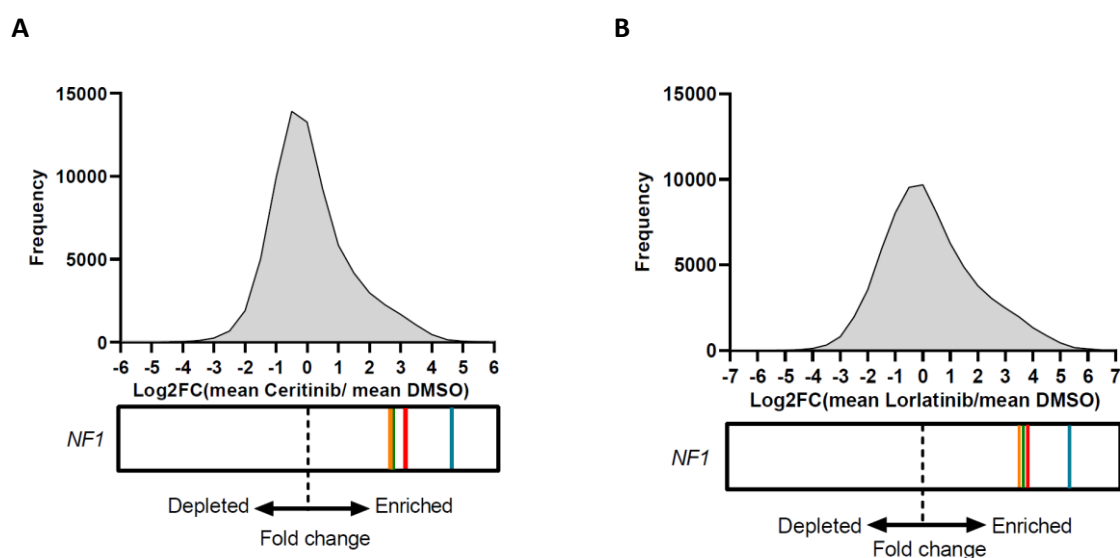 A
15000
10000
5000
0
Frequency
-6 -5 -4 -3 -2 -1 0 1 2 3 4 5 6
Log2FC(mean Ceritinib/ mean DMSO)
NF1
Depleted Enriched
Fold change
B
15000
10000
5000
0
Frequency
-7 -6 -5 -4 -3 -2 -1 0 1 2 3 4 5 6 7
Log2FC(mean Lorlatinib/mean DMSO)
NF1
Depleted Enriched
Fold change